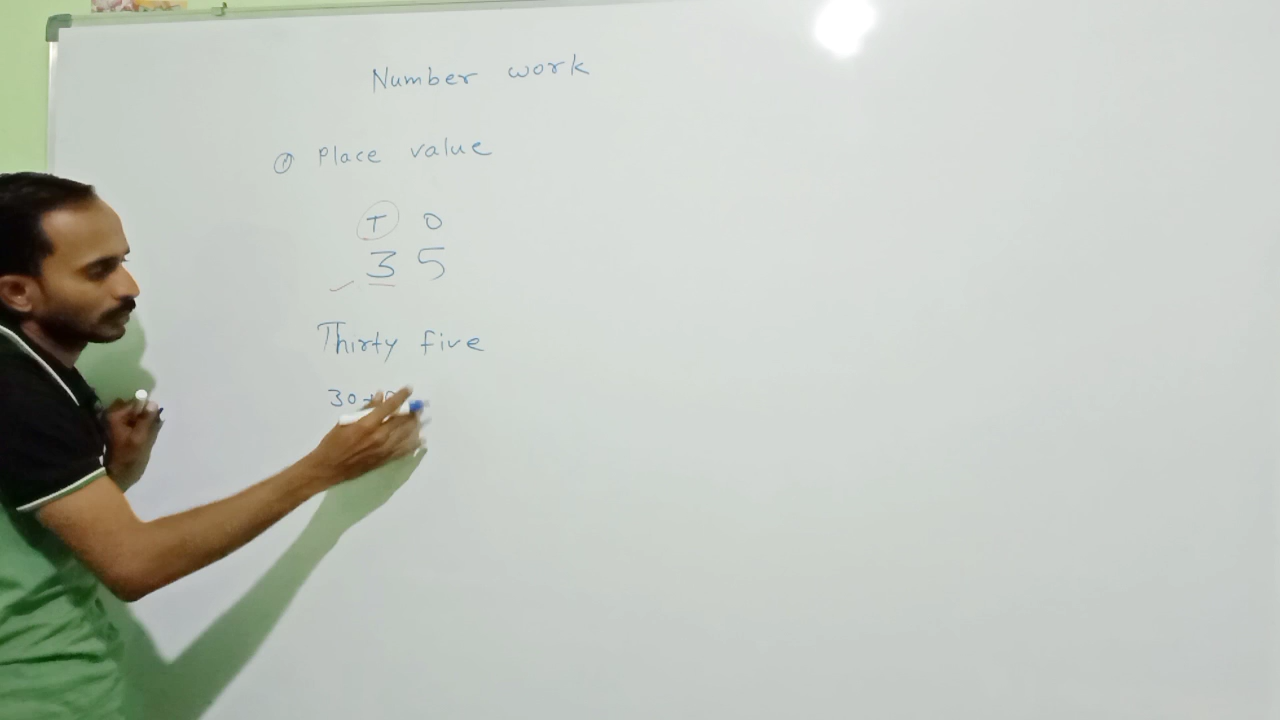 Number work
① Place value
T O
3 5
Thirty five
30+